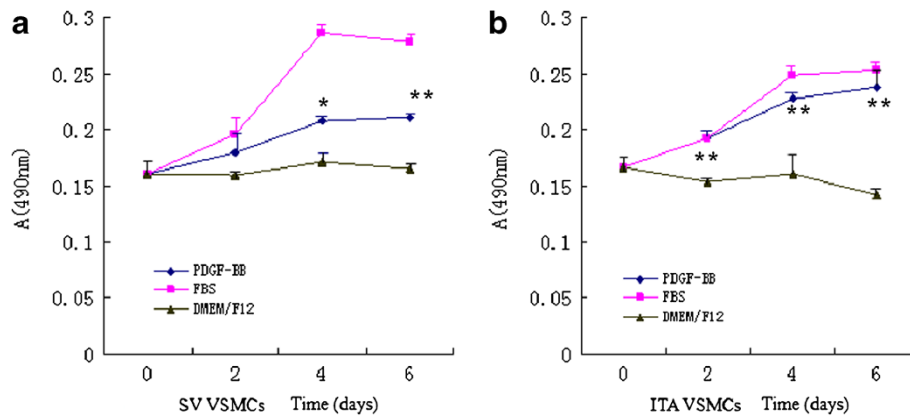 a
0.3
0.25
0.2
0.15
0.1
0.05
0
A(490nm)
*
**
PDGF-BB
FBS
DMEM/F12
0 2 4 6
SV VSMCs Time (days)
b
0.3
0.25
0.2
0.15
0.1
0.05
0
A(490nm)
**
**
**
PDGF-BB
FBS
DMEM/F12
0 2 4 6
ITA VSMCs Time (days)